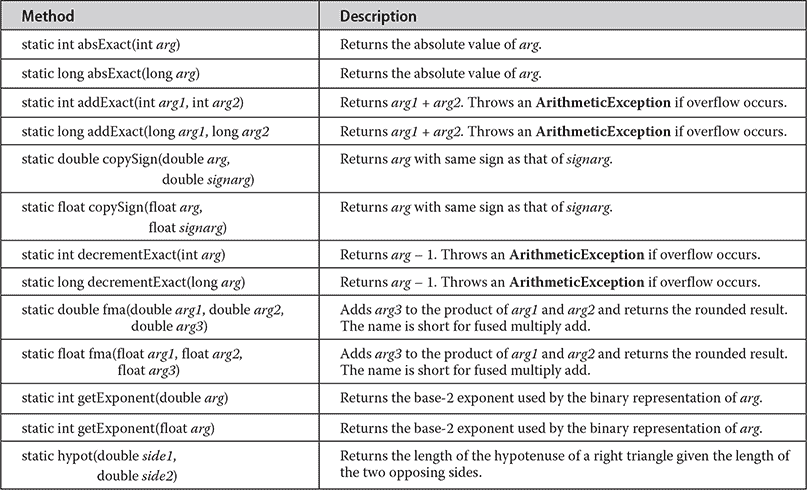 Method Description
static int absExact(int arg) Returns the absolute value of arg.
static long absExact(long arg) Returns the absolute value of arg.
static int addExact(int arg1, int arg2) Returns arg1 + arg2. Throws an ArithmeticException if overflow occurs.
static long addExact(long arg1, long arg2 Returns arg1 + arg2. Throws an ArithmeticException if overflow occurs.
static double copySign(double arg, Returns arg with same sign as that of signarg.
double signarg)
static float copySign(float arg, Returns arg with same sign as that of signarg.
float signarg)
static int decrementExact(int arg) Returns arg – 1. Throws an ArithmeticException if overflow occurs.
static long decrementExact(long arg) Returns arg – 1. Throws an ArithmeticException if overflow occurs.
static double fma(double arg1, double arg2, Adds arg3 to the product of arg1 and arg2 and returns the rounded result.
double arg3) The name is short for fused multiply add.
static float fma(float arg1, float arg2, Adds arg3 to the product of arg1 and arg2 and returns the rounded result.
float arg3) The name is short for fused multiply add.
static int getExponent(double arg) Returns the base-2 exponent used by the binary representation of arg.
static int getExponent(float arg) Returns the base-2 exponent used by the binary representation of arg.
static hypot(double side1, Returns the length of the hypotenuse of a right triangle given the length of
double side2) the two opposing sides.